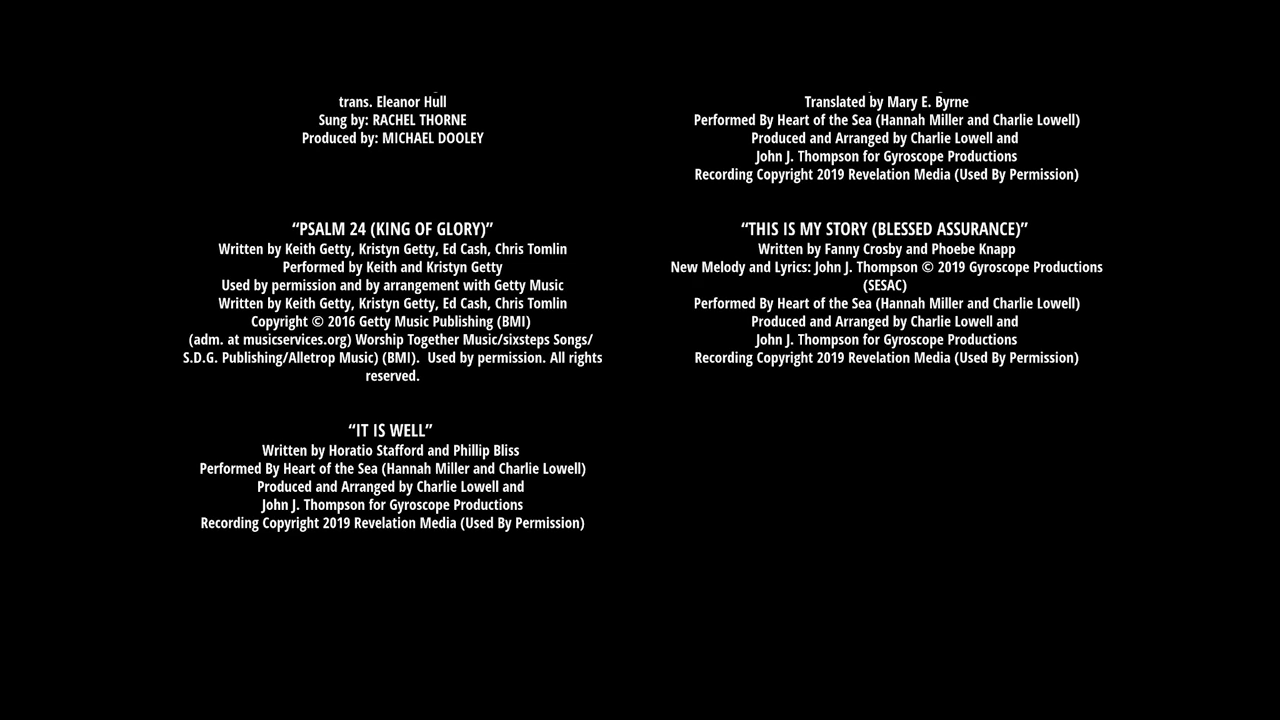 trans. Eleanor Hull
Sung by: RACHEL THORNE
Produced by: MICHAEL DOOLEY
“PSALM 24 (KING OF GLORY)”
Written by Keith Getty, Kristyn Getty, Ed Cash, Chris Tomlin
Performed by Keith and Kristyn Getty
Used by permission and by arrangement with Getty Music
Written by Keith Getty, Kristyn Getty, Ed Cash, Chris Tomlin
Copyright © 2016 Getty Music Publishing (BMI)
(adm. at musicservices.org) Worship Together Music/sixsteps Songs/
S.D.G. Publishing/Alletrop Music) (BMI).  Used by permission. All rights
reserved.
“IT IS WELL”
Written by Horatio Stafford and Phillip Bliss
Performed By Heart of the Sea (Hannah Miller and Charlie Lowell)
Produced and Arranged by Charlie Lowell and
John J. Thompson for Gyroscope Productions
Recording Copyright 2019 Revelation Media (Used By Permission)
Translated by Mary E. Byrne
Performed By Heart of the Sea (Hannah Miller and Charlie Lowell)
Produced and Arranged by Charlie Lowell and
John J. Thompson for Gyroscope Productions
Recording Copyright 2019 Revelation Media (Used By Permission)
“THIS IS MY STORY (BLESSED ASSURANCE)”
Written by Fanny Crosby and Phoebe Knapp
New Melody and Lyrics: John J. Thompson © 2019 Gyroscope Productions
(SESAC)
Performed By Heart of the Sea (Hannah Miller and Charlie Lowell)
Produced and Arranged by Charlie Lowell and
John J. Thompson for Gyroscope Productions
Recording Copyright 2019 Revelation Media (Used By Permission)